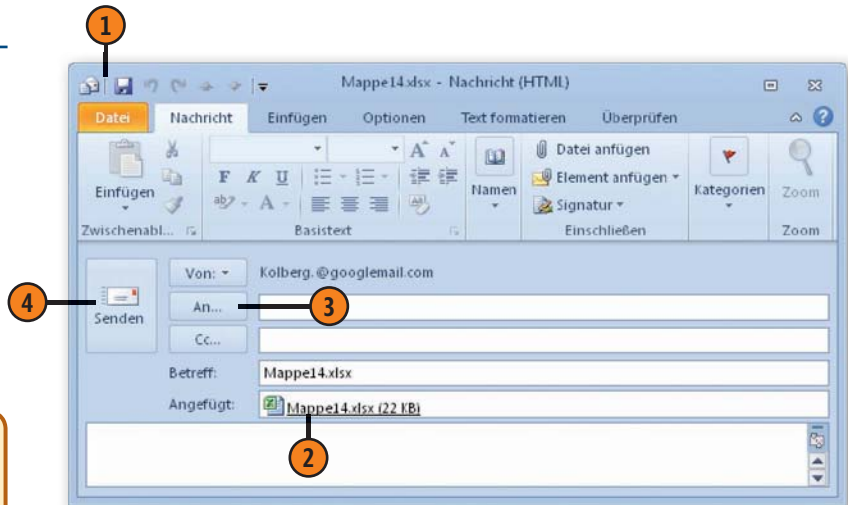 1
Mappe14.xlsx - Nachricht (HTML)
Datei Nachricht Einfügen Optionen Text formatieren Überprüfen
Einfügen F K U A A Namen Datei anfügen Kategorien Zoom
ab A Element anfügen
Signatur
Zwischenabl... Basistext Einschließen Zoom
Von: Kolberg.@googlemail.com
4 Senden An... 3
Cc...
Betreff: Mappe14.xlsx
Angefügt: Mappe14.xlsx (22 KB)
2